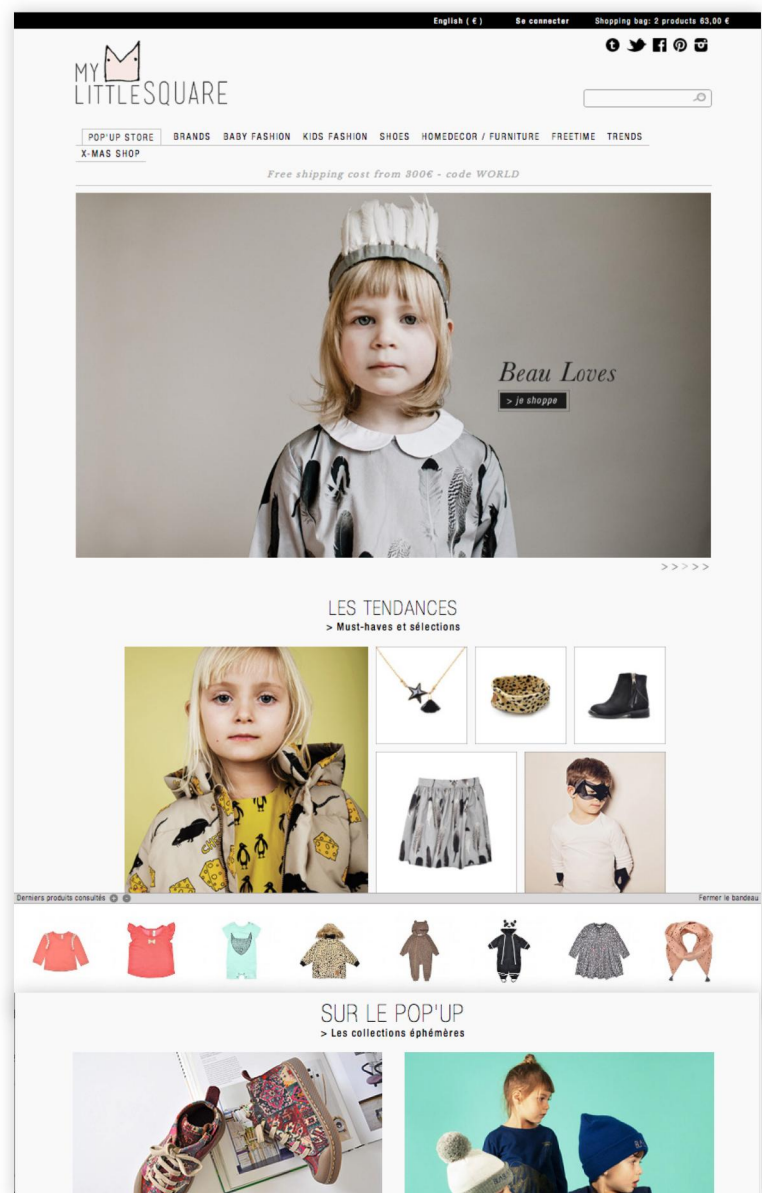 English ( € )
Se connecter
Shopping bag: 2 products 63,00 €
MY
LITTLESQUARE
POP'UP STORE
BRANDS
BABY FASHION
KIDS FASHION
SHOES
HOMEDECOR / FURNITURE
FREETIME
TRENDS
X-MAS SHOP
Free shipping cost from 300€ - code WORLD
Beau Loves
> je shoppe
> > > > >
LES TENDANCES
> Must-haves et sélections
Derniers produits consultés
Fermer le bandeau
SUR LE POP'UP
> Les collections éphémères